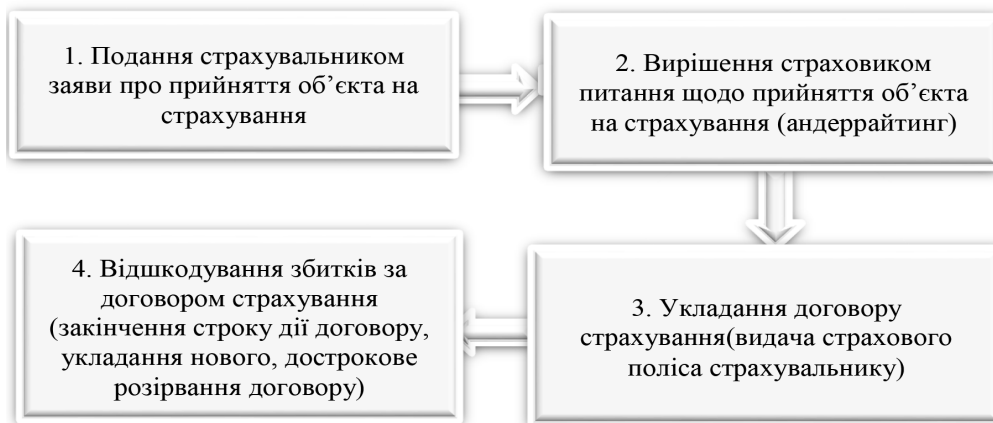 1. Подання страхувальником
заяви про прийняття об’єкта на
страхування
2. Вирішення страховиком
питання щодо прийняття об’єкта
на страхування (андеррайтинг)
3. Укладання договору
страхування(видача страхового
поліса страхувальнику)
4. Відшкодування збитків за
договором страхування
(закінчення строку дії договору,
укладання нового, дострокове
розірвання договору)